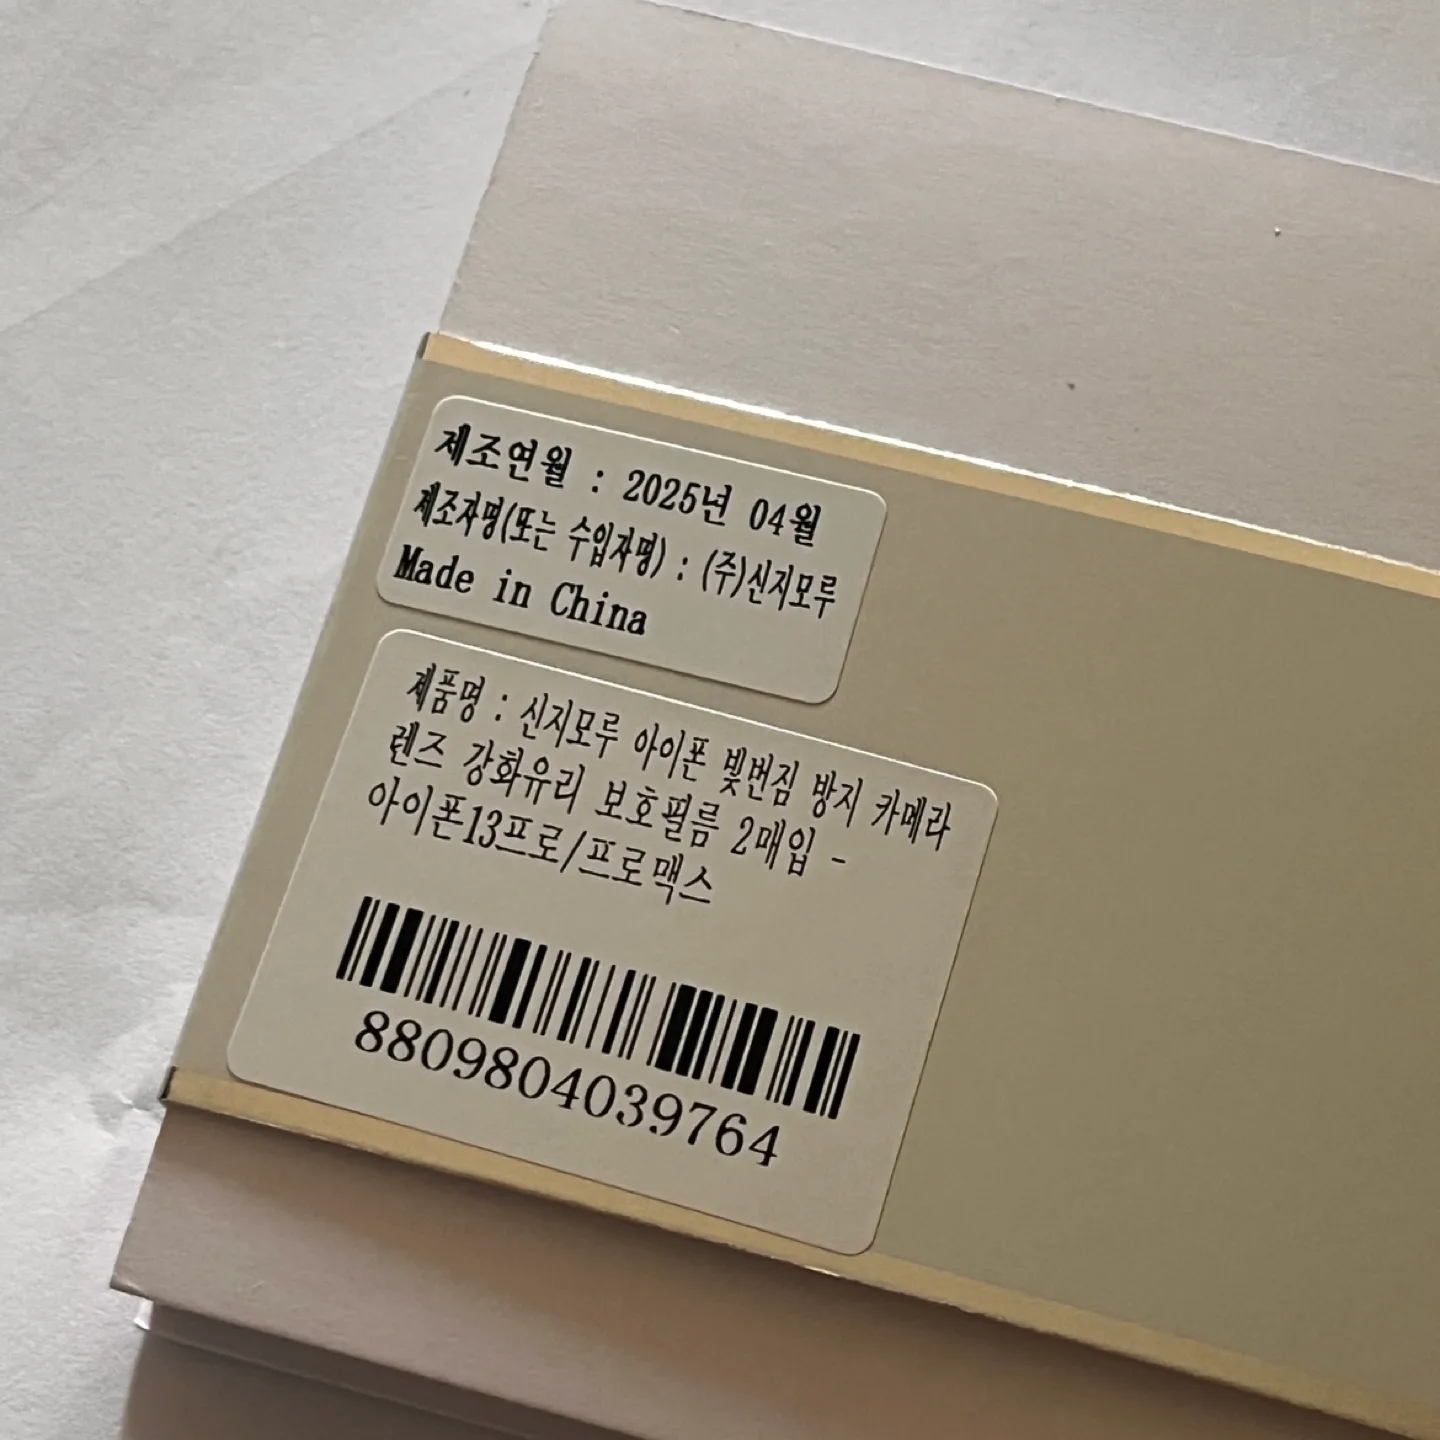 제조연월 : 2025년 04월
제조자명(또는 수입자명) : (주)신지모루
Made in China
제품명 : 신지모루 아이폰 빛번짐 방지 카메라
렌즈 강화유리 보호필름 2매입 -
아이폰13프로/프로맥스
8809804039764